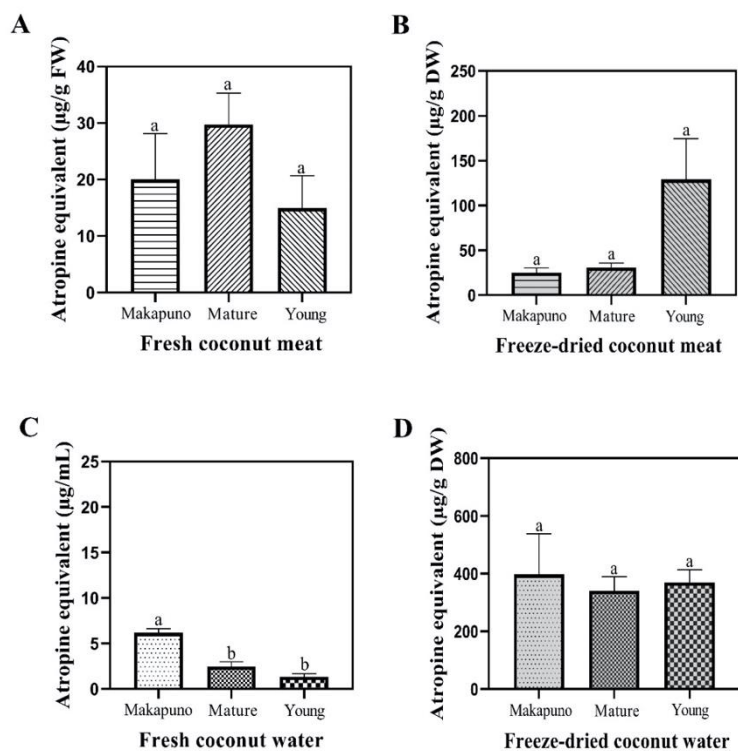 A
Atropine equivalent (µg/g FW)
40
30
20
10
0
a
a
a
Makapuno Mature Young
Fresh coconut meat
B
Atropine equivalent (µg/g DW)
250
200
150
100
50
0
a
a
a
Makapuno Mature Young
Freeze-dried coconut meat
C
Atropine equivalent (µg/mL)
25
20
15
10
5
0
a
b
b
Makapuno Mature Young
Fresh coconut water
D
Atropine equivalent (µg/g DW)
800
600
400
200
0
a
a
a
Makapuno Mature Young
Freeze-dried coconut water